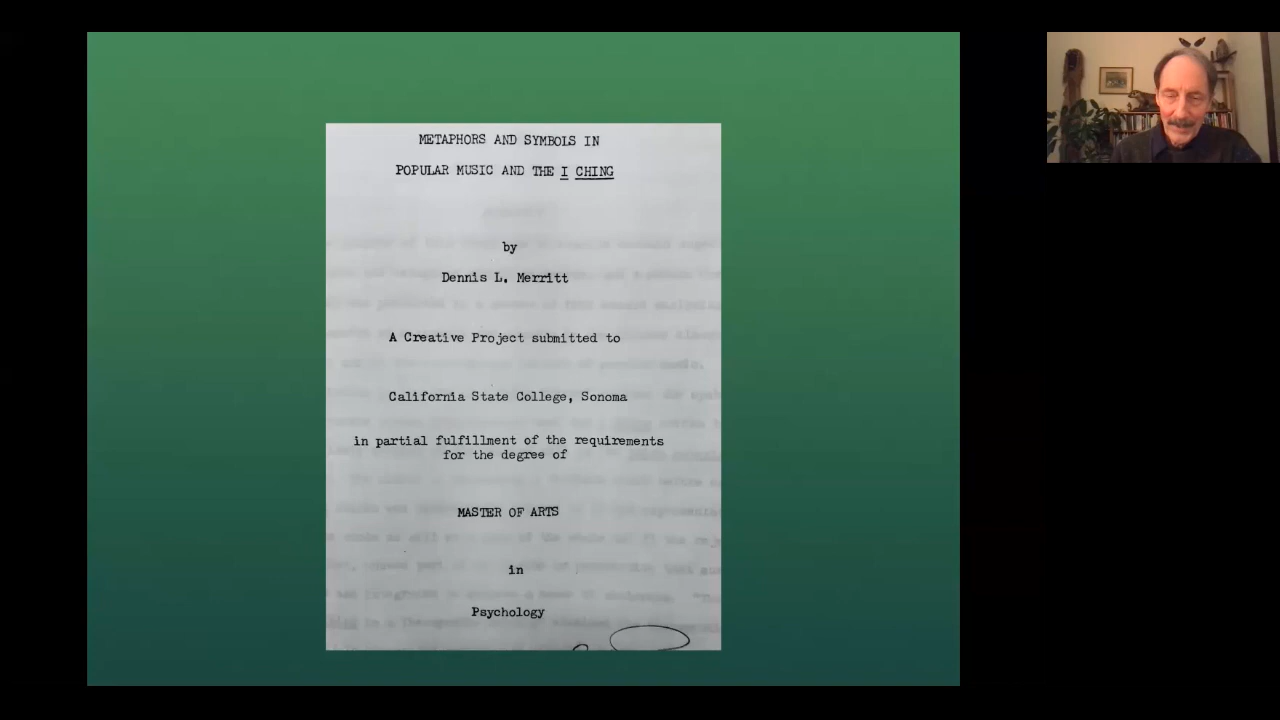 METAPHORS AND SYMBOLS IN
POPULAR MUSIC AND THE I CHING
by
Dennis L. Merritt
A Creative Project submitted to
California State College, Sonoma
in partial fulfillment of the requirements
for the degree of
MASTER OF ARTS
in
Psychology